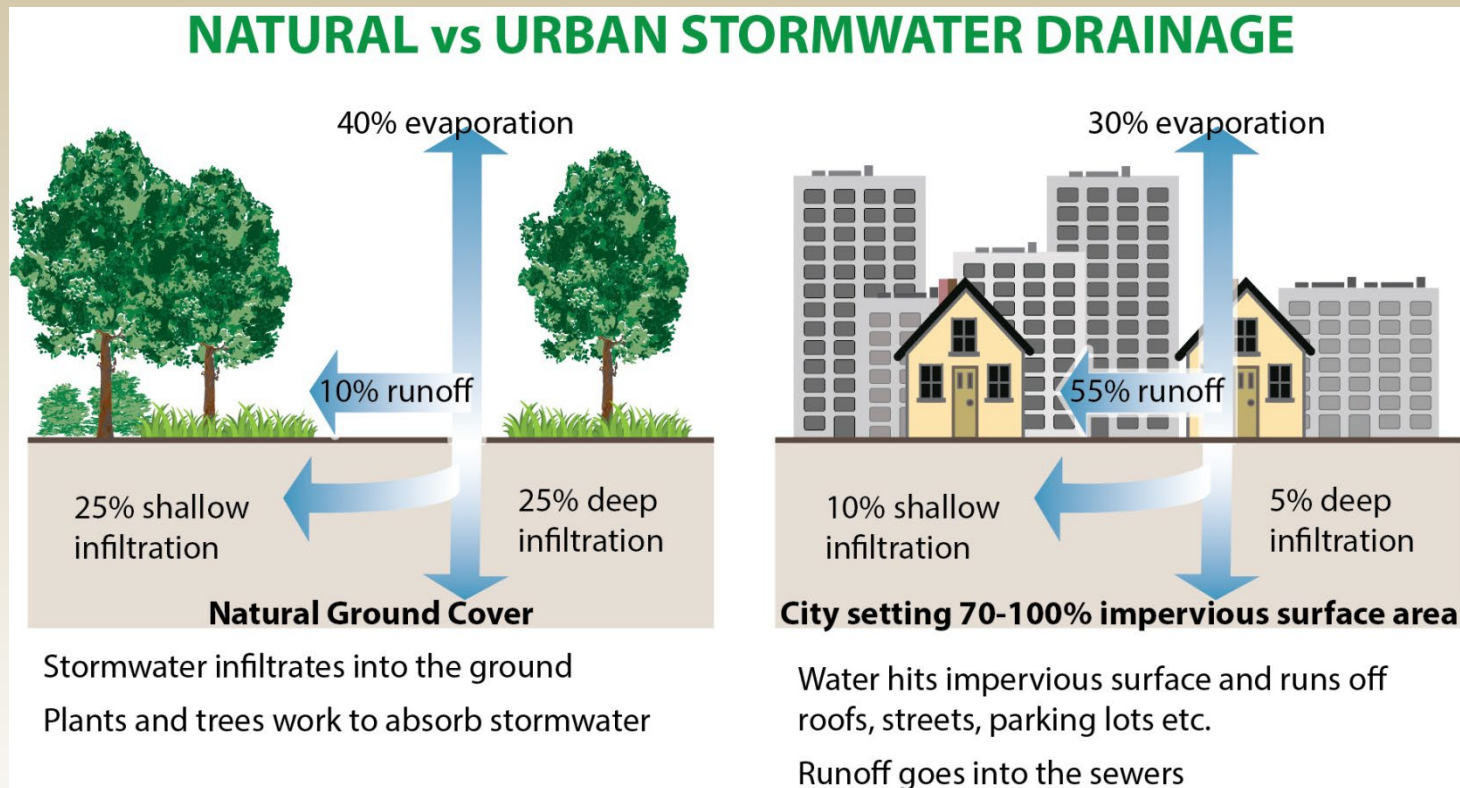 NATURAL vs URBAN STORMWATER DRAINAGE
40% evaporation
10% runoff
25% shallow
infiltration
25% deep
infiltration
Natural Ground Cover
Stormwater infiltrates into the ground
Plants and trees work to absorb stormwater
30% evaporation
55% runoff
10% shallow
infiltration
5% deep
infiltration
City setting 70-100% impervious surface area
Water hits impervious surface and runs off
roofs, streets, parking lots etc.
Runoff goes into the sewers